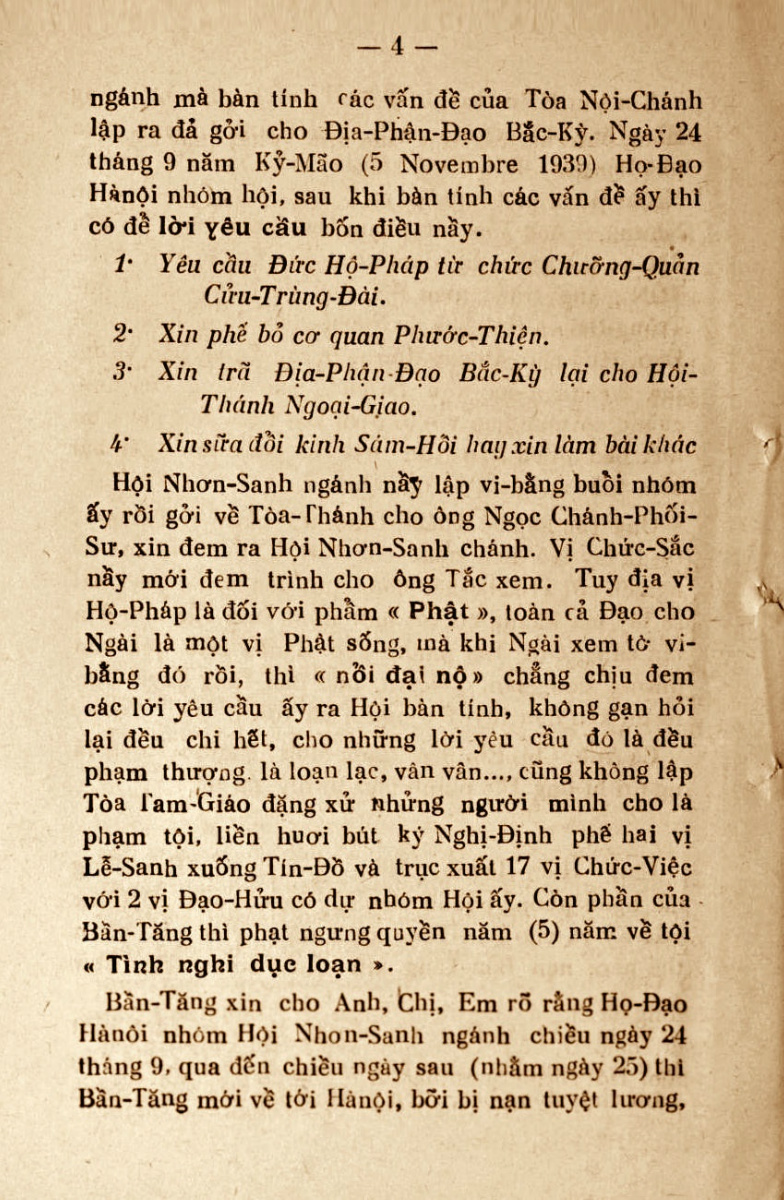 — 4 —
ngánh mà bàn tính các vấn đề của Tòa Nội-Chánh
lập ra đả gởi cho Địa-Phận-Đạo Bắc-Kỳ. Ngày 24
tháng 9 năm Kỷ-Mão (5 Novembre 1939) Họ-Đạo
Hànội nhóm hội, sau khi bàn tính các vấn đề ấy thì
có để lời yêu cầu bốn điều nầy.
1· Yêu cầu Đức Hộ-Pháp từ chức Chưỡng-Quản
Cửu-Trùng-Đài.
2· Xin phế bỏ cơ quan Phước-Thiện.
3· Xin trã Địa-Phận-Đạo Bắc-Kỳ lại cho Hội-
Thánh Ngoại-Giao.
4· Xin sữa đổi kinh Sám-Hối hay xin làm bài khác
Hội Nhơn-Sanh ngánh nầy lập vi-bằng buổi nhóm
ấy rồi gởi về Tòa-Thánh cho ông Ngọc Chánh-Phối-
Sư, xin đem ra Hội Nhơn-Sanh chánh. Vị Chức-Sắc
nầy mới đem trình cho ông Tắc xem. Tuy địa vị
Hộ-Pháp là đối với phẩm « Phật », toàn cả Đạo cho
Ngài là một vị Phật sống, mà khi Ngài xem tờ vi-
bằng đó rồi, thì « nổi đại nộ » chẳng chịu đem
các lời yêu cầu ấy ra Hội bàn tính, không gạn hỏi
lại đều chi hết, cho những lời yêu cầu đó là đều
phạm thượng. là loạn lạc, vân vân..., cũng không lập
Tòa Tam-Giáo đặng xử nhửng người mình cho là
phạm tội, liền huơi bút ký Nghị-Định phế hai vị
Lễ-Sanh xuống Tín-Đồ và trục xuất 17 vị Chức-Việc
với 2 vị Đạo-Hửu có dự nhóm Hội ấy. Còn phần của
Bần-Tăng thì phạt ngưng quyền năm (5) năm về tội
« Tình nghi dục loạn ».
Bần-Tăng xin cho Anh, Chị, Em rõ rằng Họ-Đạo
Hànôi nhóm Hội Nhơn-Sanh ngánh chiều ngày 24
tháng 9, qua đến chiều ngày sau (nhằm ngày 25) thì
Bần-Tăng mới về tới Hànội, bỡi bị nạn tuyệt lương,